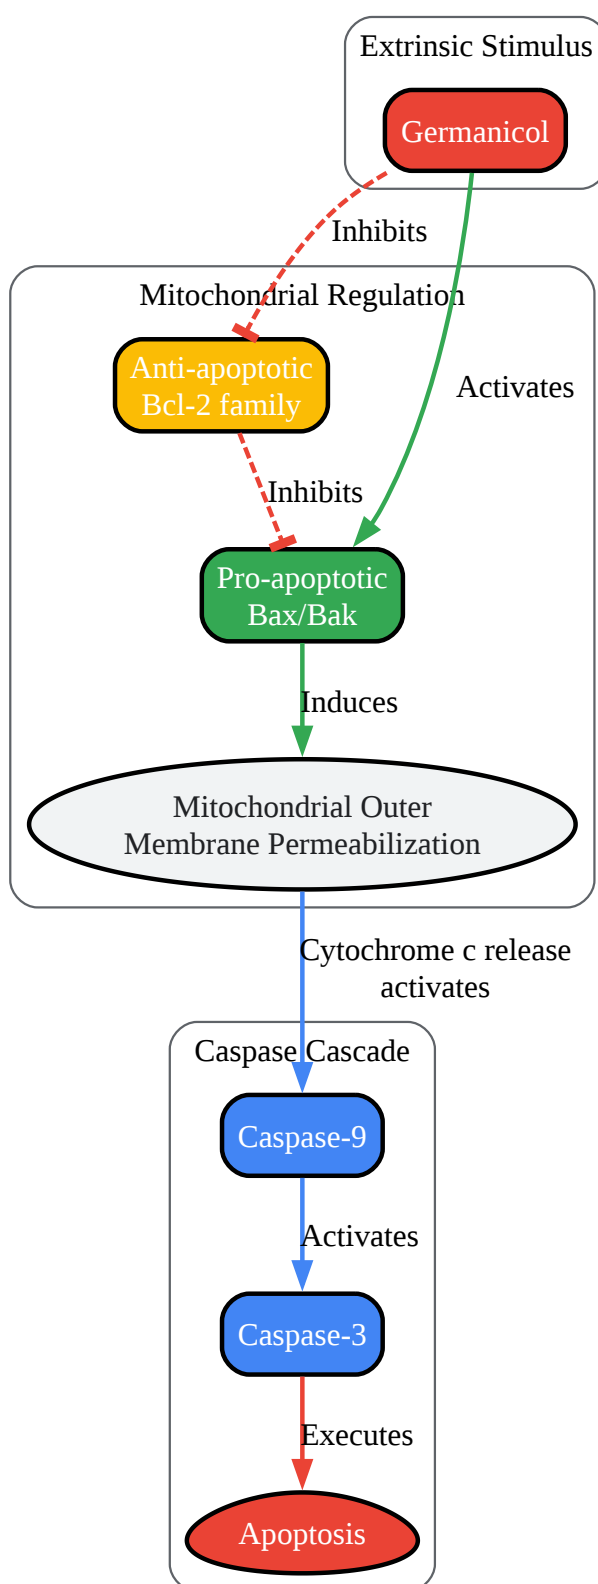 Extrinsic Stimulus
Germanicol
Inhibits
Mitochondrial Regulation
Anti-apoptotic
Bcl-2 family
Activates
Inhibits
Pro-apoptotic
Bax/Bak
Induces
Mitochondrial Outer
Membrane Permeabilization
Cytochrome c release
activates
Caspase Cascade
Caspase-9
Activates
Caspase-3
Executes
Apoptosis